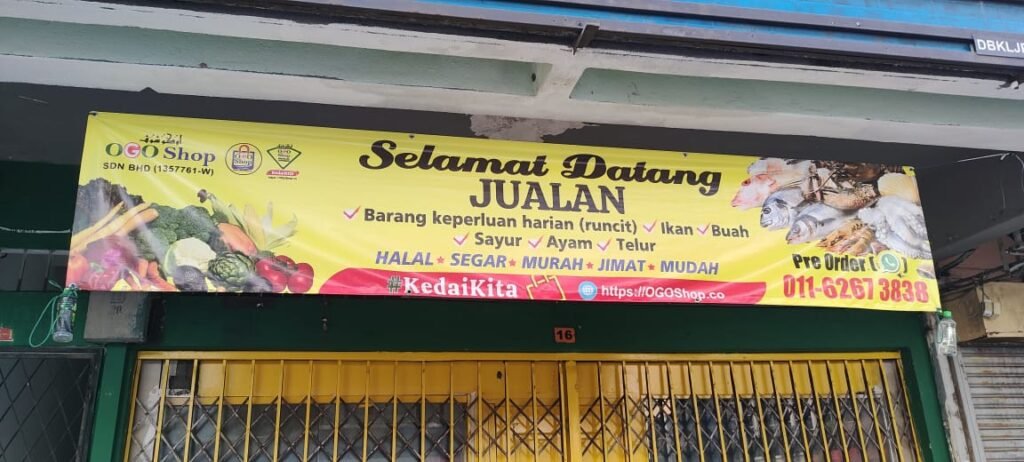 DBKLJP
OGO Shop
SDN BHD (1357761-W)
Selamat Datang
JUALAN
Barang keperluan harian (runcit) Ikan Buah
Sayur Ayam Telur
HALAL ★ SEGAR ★ MURAH ★ JIMAT ★ MUDAH
#KedaiKita
https://OGOShop.co
Pre Order ( )
011-6267 3838
16